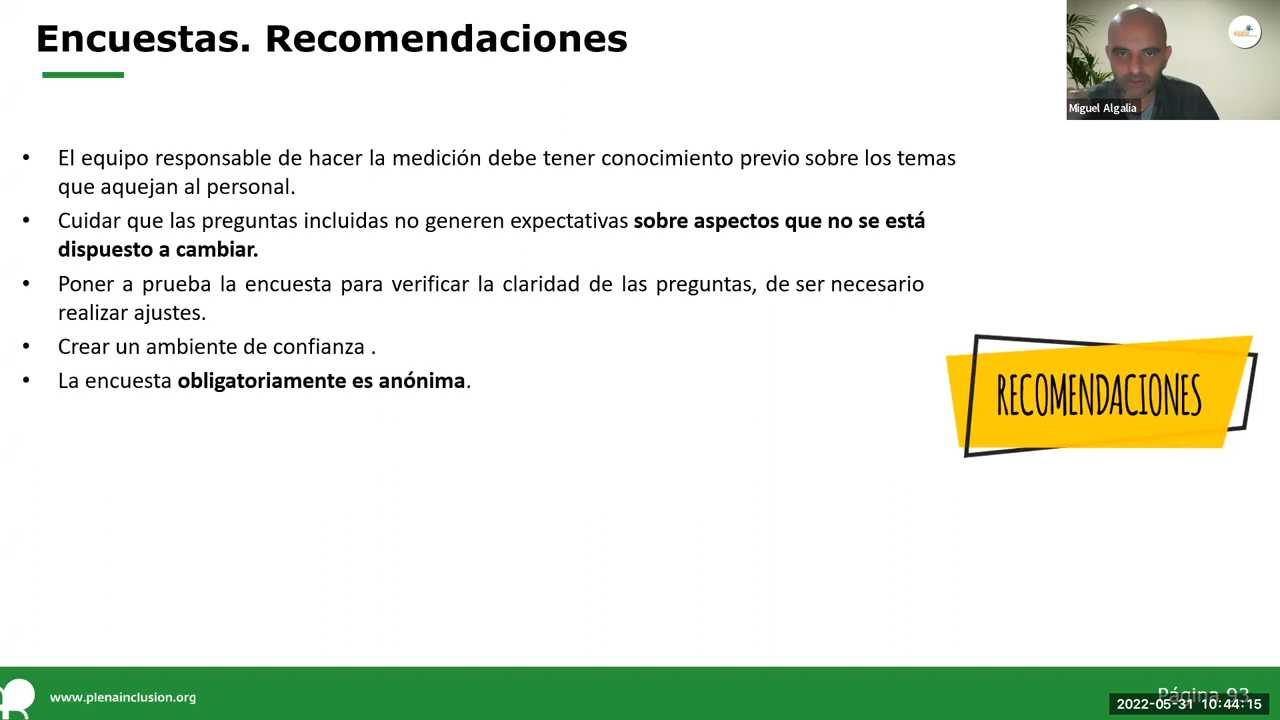 Encuestas. Recomendaciones
Miguel Algalia
El equipo responsable de hacer la medición debe tener conocimiento previo sobre los temas
que aquejan al personal.
Cuidar que las preguntas incluidas no generen expectativas sobre aspectos que no se está
dispuesto a cambiar.
Poner a prueba la encuesta para verificar la claridad de las preguntas, de ser necesario
realizar ajustes.
Crear un ambiente de confianza .
La encuesta obligatoriamente es anónima.
RECOMENDACIONES
www.plenainclusion.org
Página 93
2022-05-31 10:44:15